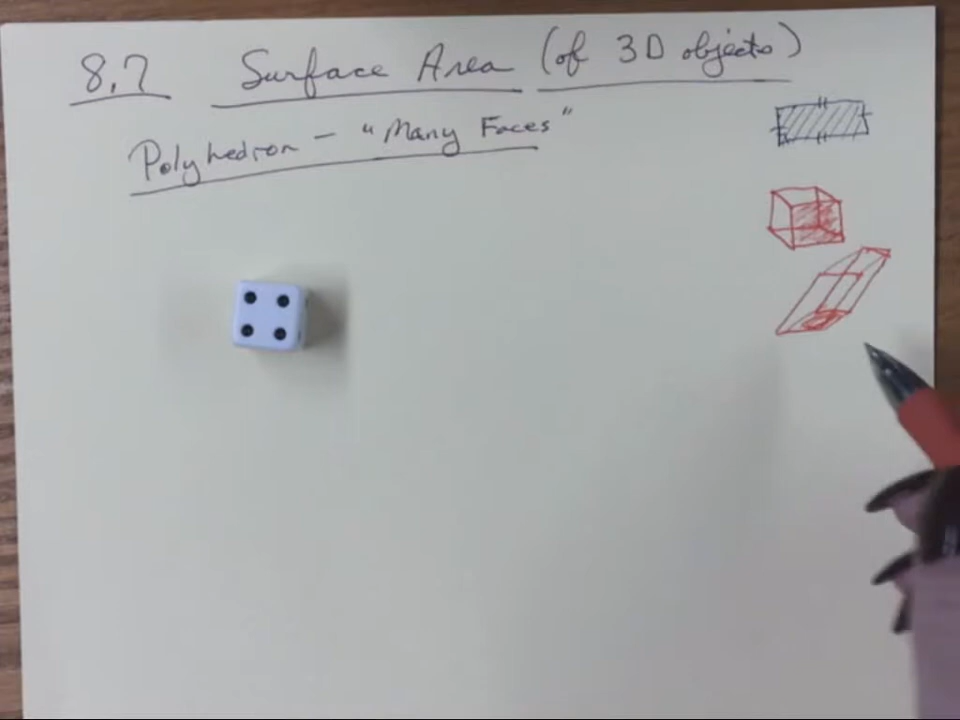 8.7 Surface Area (of 3D objects)
Polyhedron - "Many Faces"